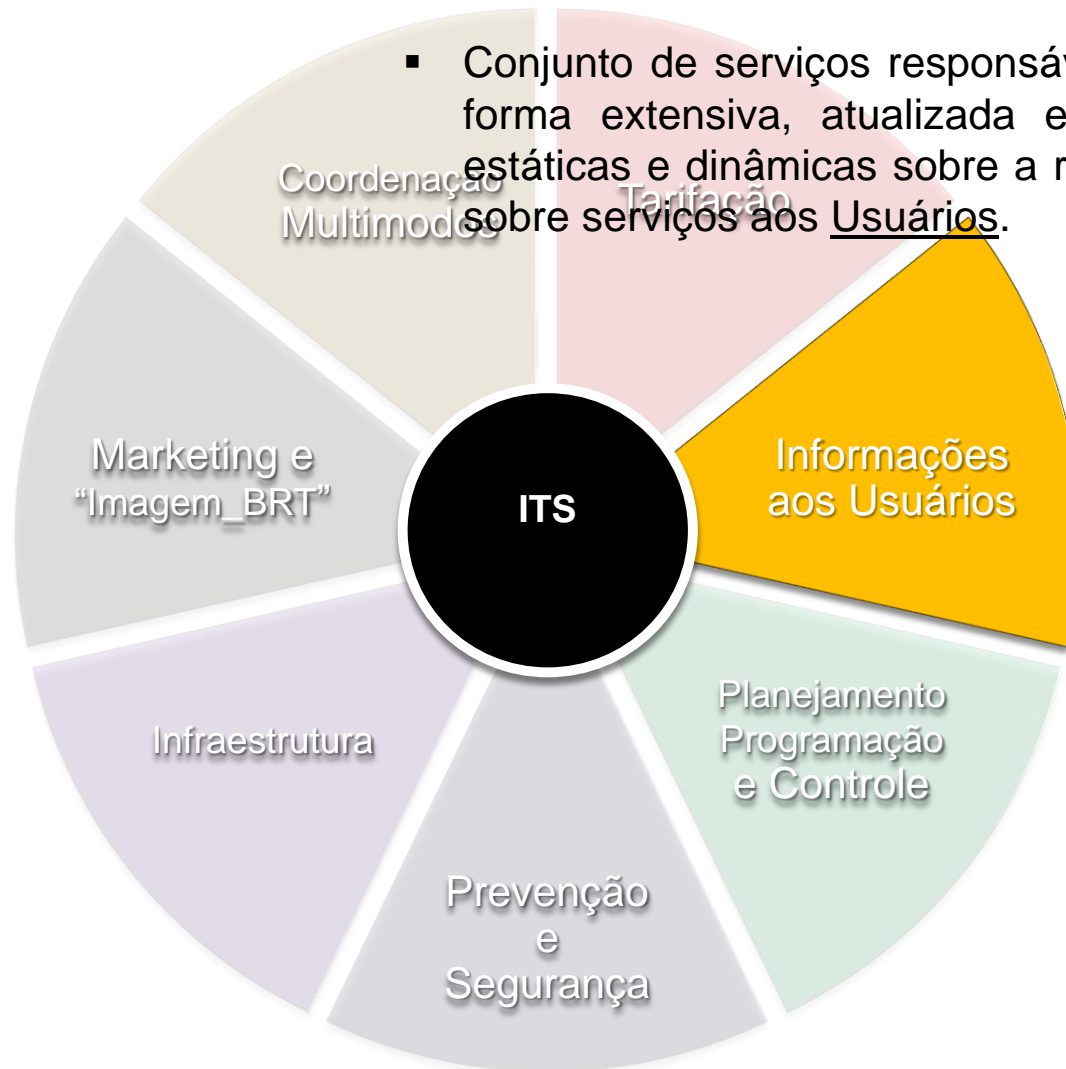 ▪ Conjunto de serviços
forma extensiva, atualizada e
estáticas e dinâmicas sobre a
sobre serviços aos Usuários.
Coordenação
Multimodos
Tarifação
Informações
aos Usuários
Planejamento
Programação
e Controle
Prevenção
e
Segurança
Infraestrutura
Marketing e
“Imagem_BRT”
ITS